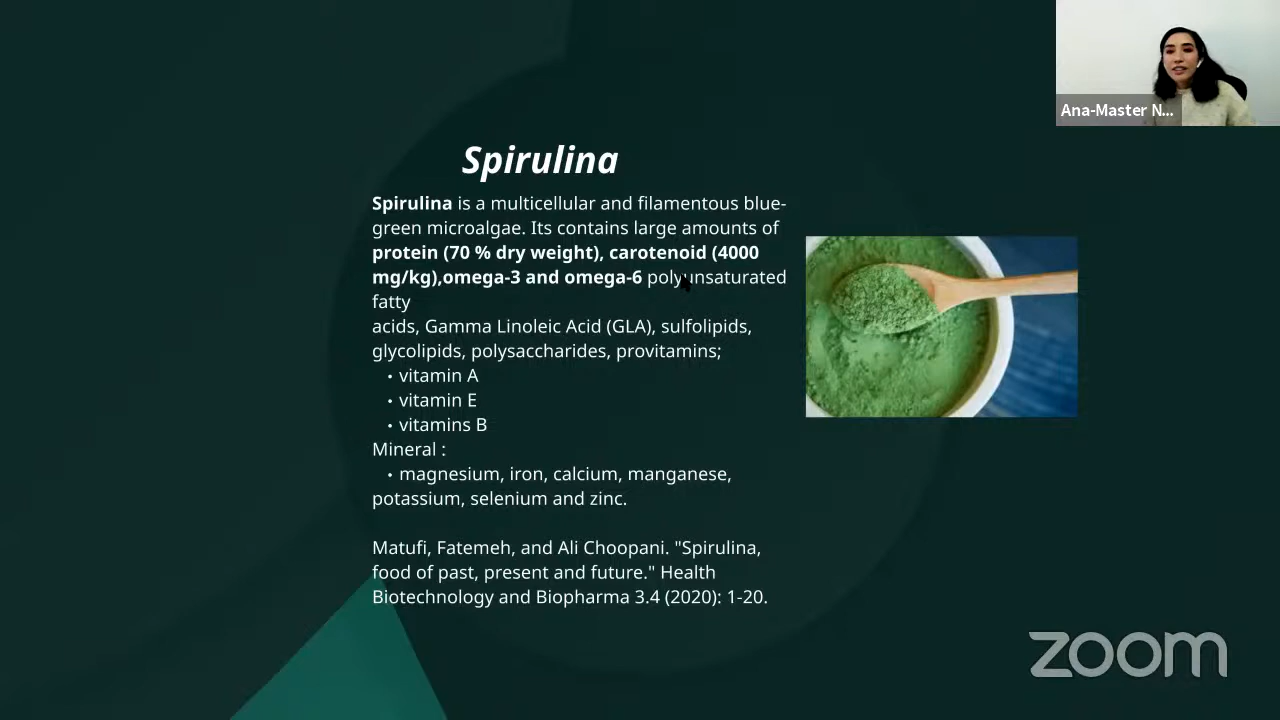 Ana-Master N...
Spirulina
Spirulina is a multicellular and filamentous blue-
green microalgae. Its contains large amounts of
protein (70 % dry weight), carotenoid (4000
mg/kg),omega-3 and omega-6 polyunsaturated
fatty
acids, Gamma Linoleic Acid (GLA), sulfolipids,
glycolipids, polysaccharides, provitamins;
• vitamin A
• vitamin E
• vitamins B
Mineral :
• magnesium, iron, calcium, manganese,
potassium, selenium and zinc.
Matufi, Fatemeh, and Ali Choopani. "Spirulina,
food of past, present and future." Health
Biotechnology and Biopharma 3.4 (2020): 1-20.
zoom